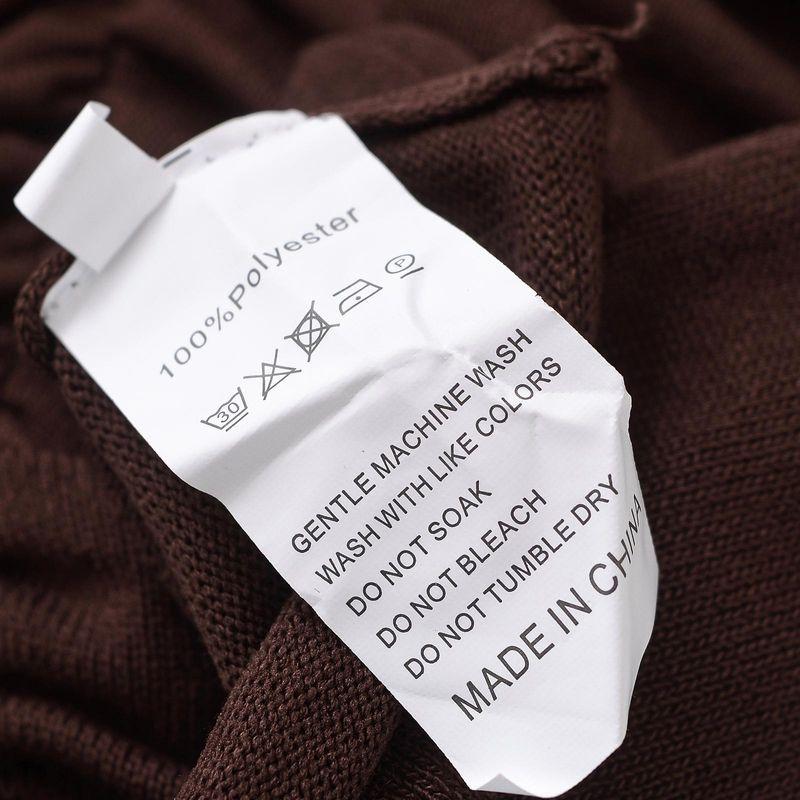 100%Polyester
30 P
GENTLE MACHINE WASH
WASH WITH LIKE COLORS
DO NOT SOAK
DO NOT BLEACH
DO NOT TUMBLE DRY
MADE IN CHINA